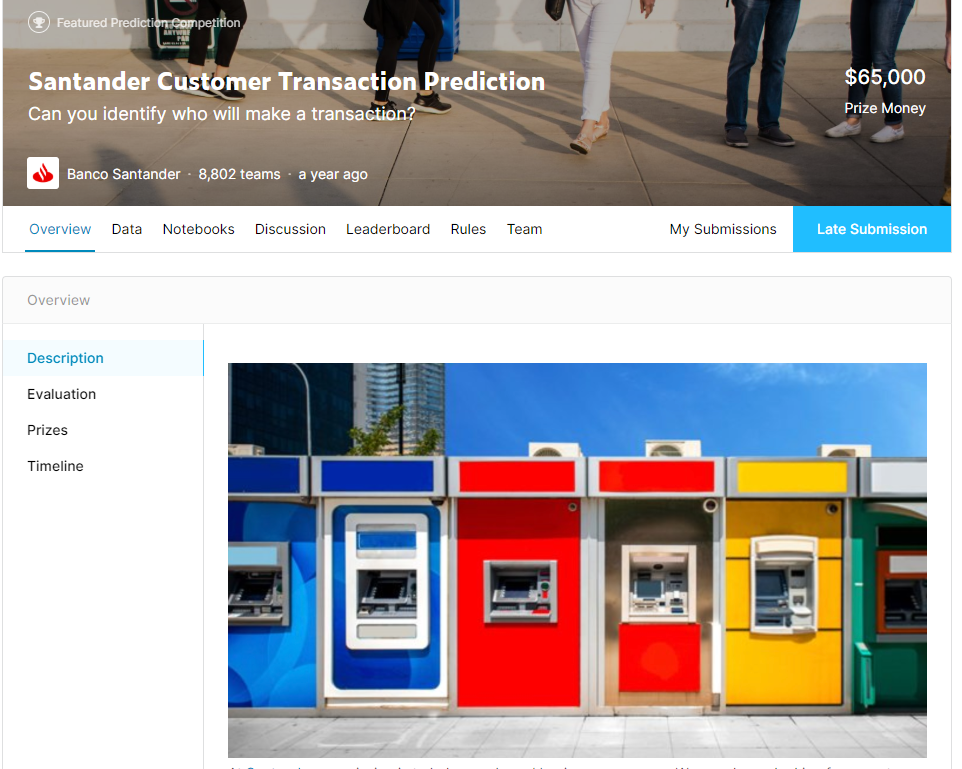 Featured Prediction Competition
Santander Customer Transaction Prediction
Can you identify who will make a transaction?
$65,000
Prize Money
Banco Santander · 8,802 teams · a year ago
Overview Data Notebooks Discussion Leaderboard Rules Team My Submissions Late Submission
Overview
Description
Evaluation
Prizes
Timeline